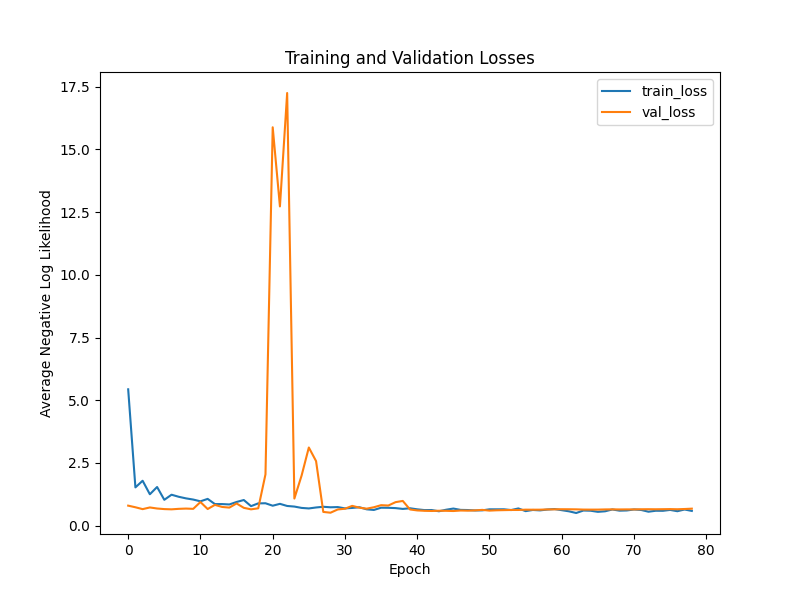 Training and Validation Losses
train_loss
val_loss
Average Negative Log Likelihood
17.5
15.0
12.5
10.0
7.5
5.0
2.5
0.0
0 10 20 30 40 50 60 70 80
Epoch